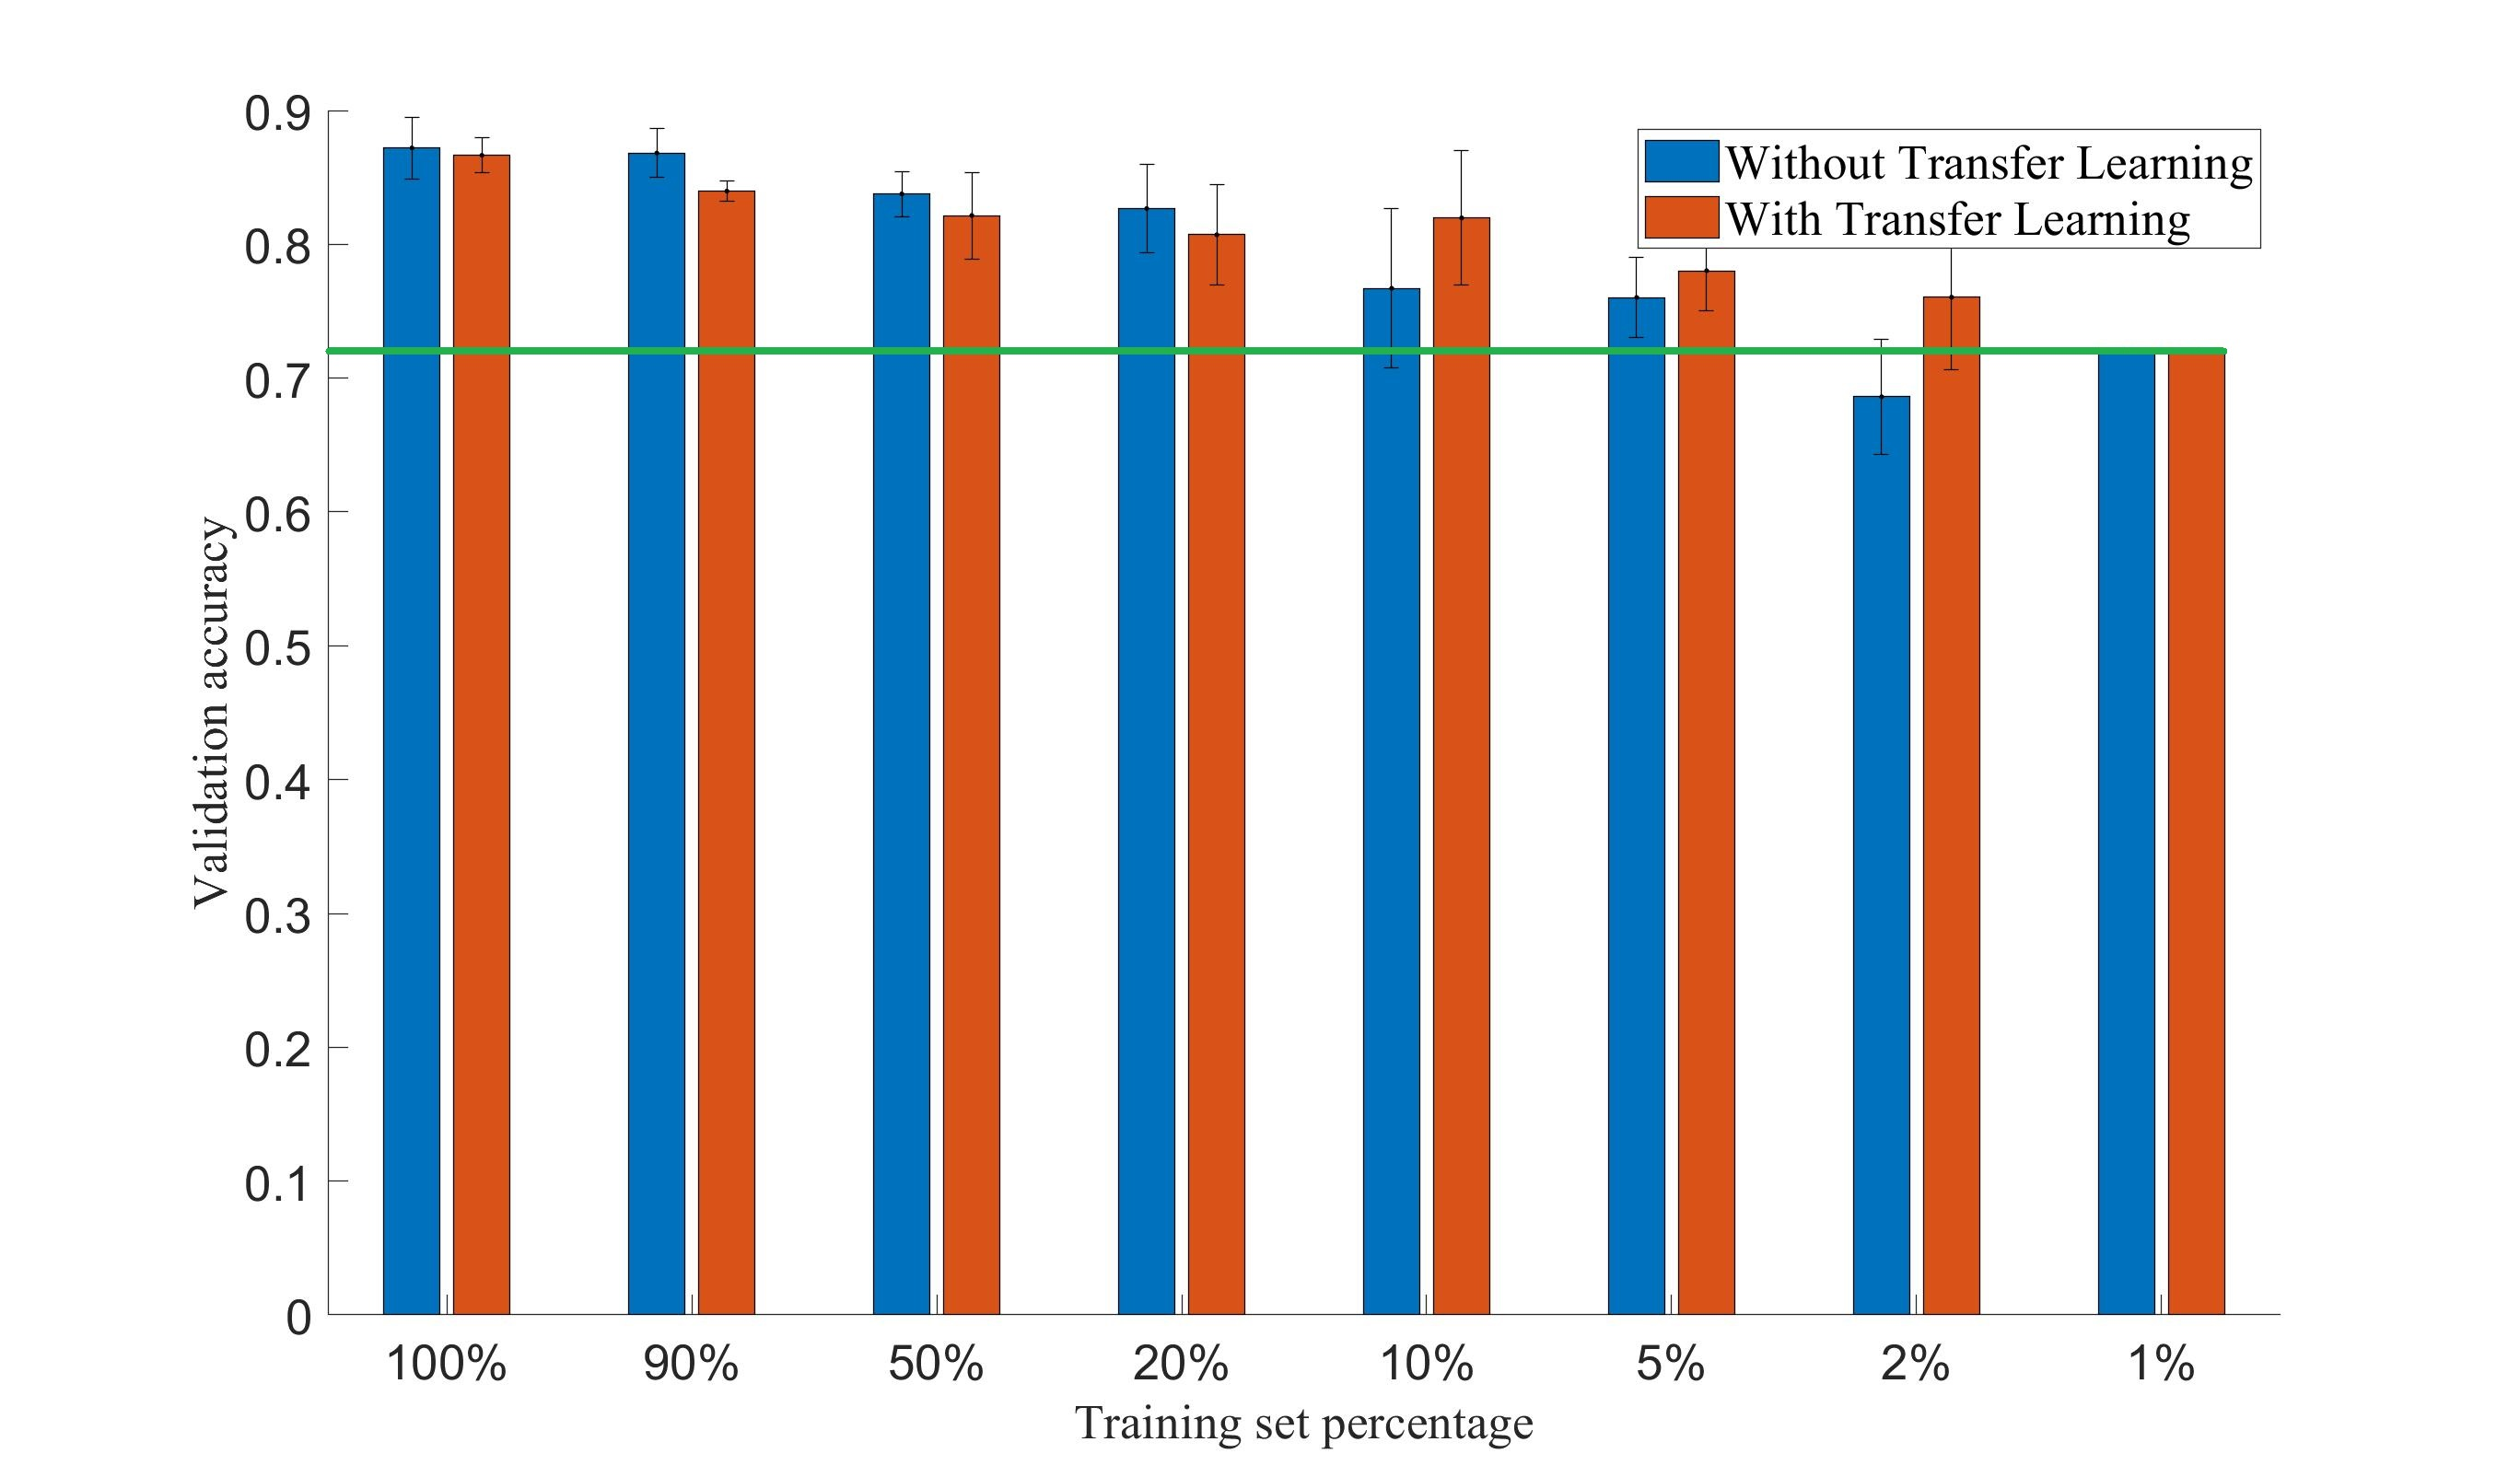 0.9
0.8
0.7
0.6
0.5
0.4
0.3
0.2
0.1
0
Validation accuracy
Without Transfer Learning
With Transfer Learning
100% 90% 50% 20% 10% 5% 2% 1%
Training set percentage